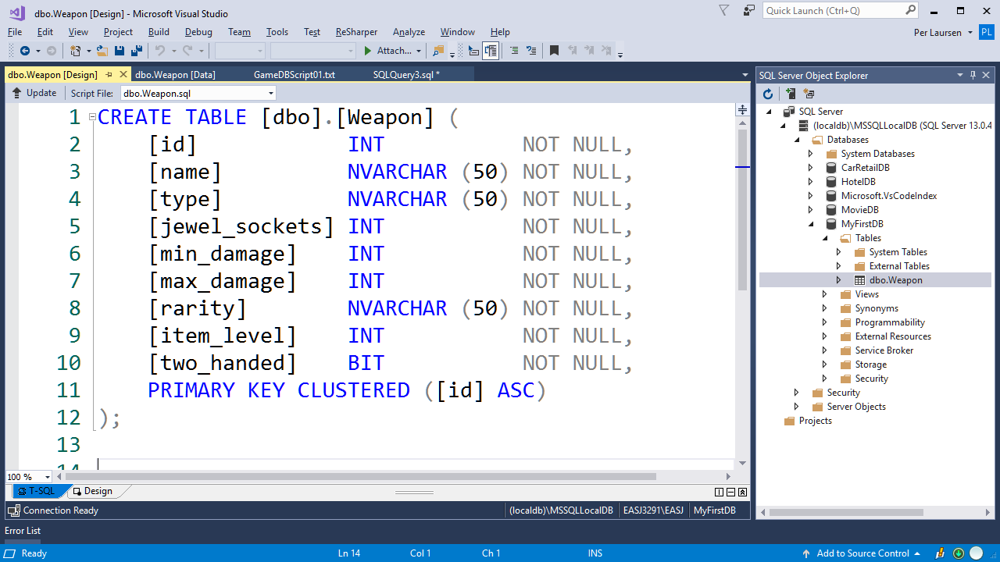 dbo.Weapon [Design] - Microsoft Visual Studio
Quick Launch (Ctrl+Q)
File Edit View Project Build Debug Team Tools Test ReSharper Analyze Window Help
Per Laursen PL
Attach...
dbo.Weapon [Design] dbo.Weapon [Data] GameDBScript01.txt SQLQuery3.sql *
Update Script File: dbo.Weapon.sql
1 CREATE TABLE [dbo].[Weapon] (
2 [id] INT NOT NULL,
3 [name] NVARCHAR (50) NOT NULL,
4 [type] NVARCHAR (50) NOT NULL,
5 [jewel_sockets] INT NOT NULL,
6 [min_damage] INT NOT NULL,
7 [max_damage] INT NOT NULL,
8 [rarity] NVARCHAR (50) NOT NULL,
9 [item_level] INT NOT NULL,
10 [two_handed] BIT NOT NULL,
11 PRIMARY KEY CLUSTERED ([id] ASC)
12 );
13
14
100 %
T-SQL Design
Connection Ready (localdb)\MSSQLLocalDB EASJ3291\EASJ MyFirstDB
SQL Server Object Explorer
SQL Server
(localdb)\MSSQLLocalDB (SQL Server 13.0.4
Databases
System Databases
CarRetailDB
HotelDB
Microsoft.VsCodeIndex
MovieDB
MyFirstDB
Tables
System Tables
External Tables
dbo.Weapon
Views
Synonyms
Programmability
External Resources
Service Broker
Storage
Security
Security
Server Objects
Projects
Error List
Ready Ln 14 Col 1 Ch 1 INS Add to Source Control